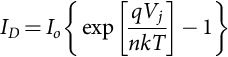 I_D = I_o { exp [ qV_j / nkT ] − 1 }